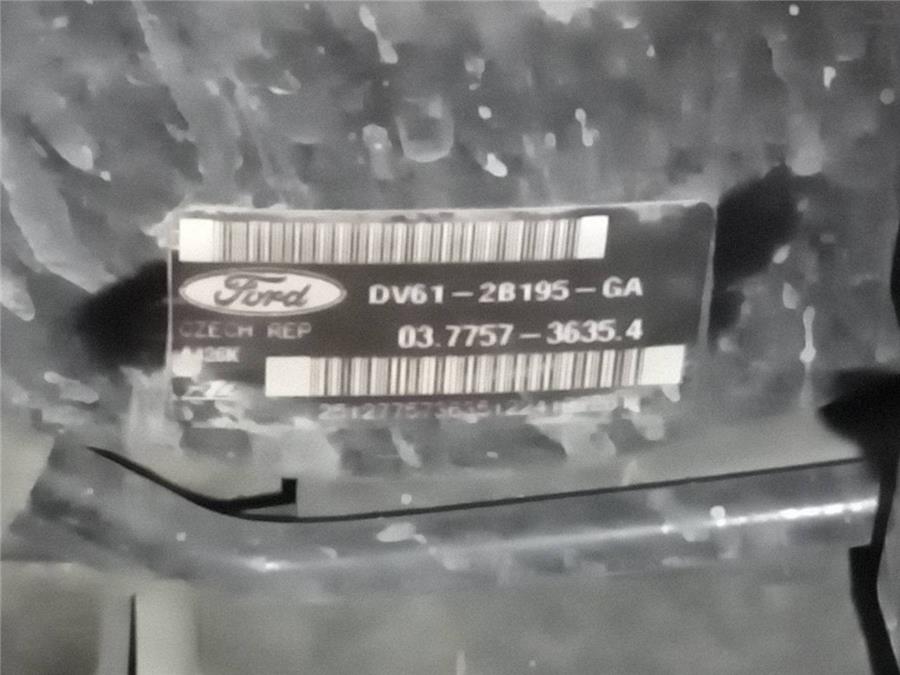 Ford
DV61-2B195-GA
CZECH REP
03.7757-3635.4